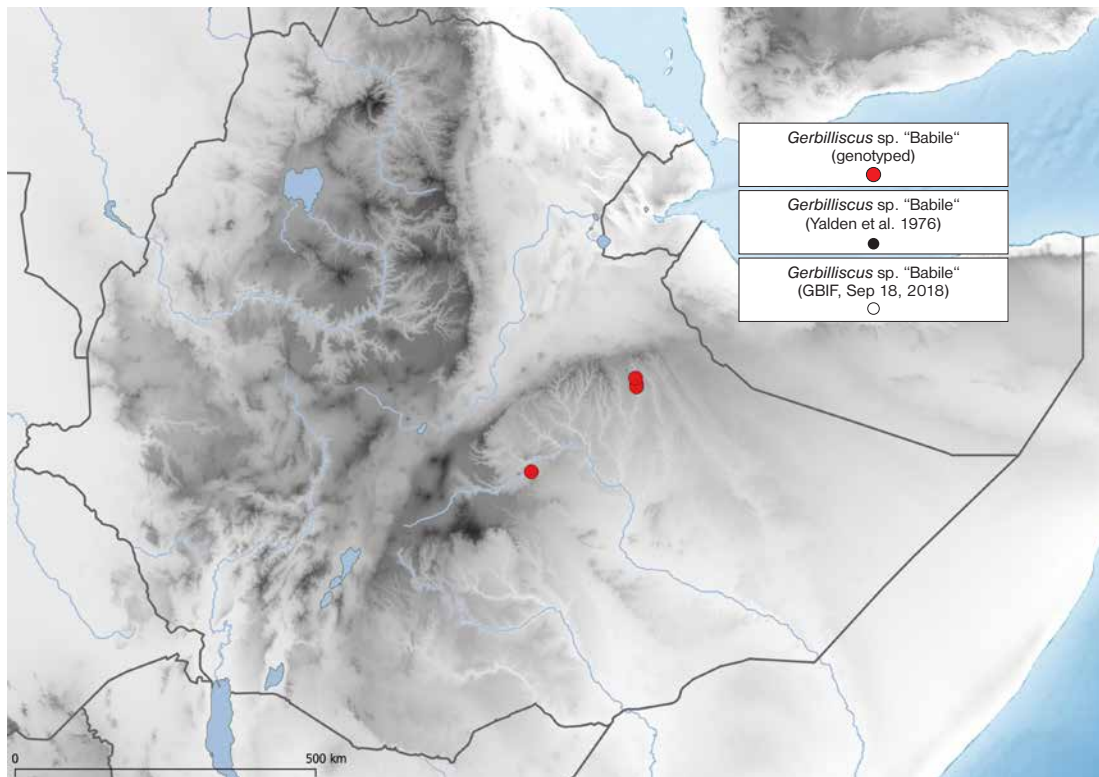 Gerbilliscus sp. "Babile“
(genotyped)
Gerbilliscus sp. "Babile“
(Yalden et al. 1976)
Gerbilliscus sp. "Babile“
(GBIF, Sep 18, 2018)
0
500 km